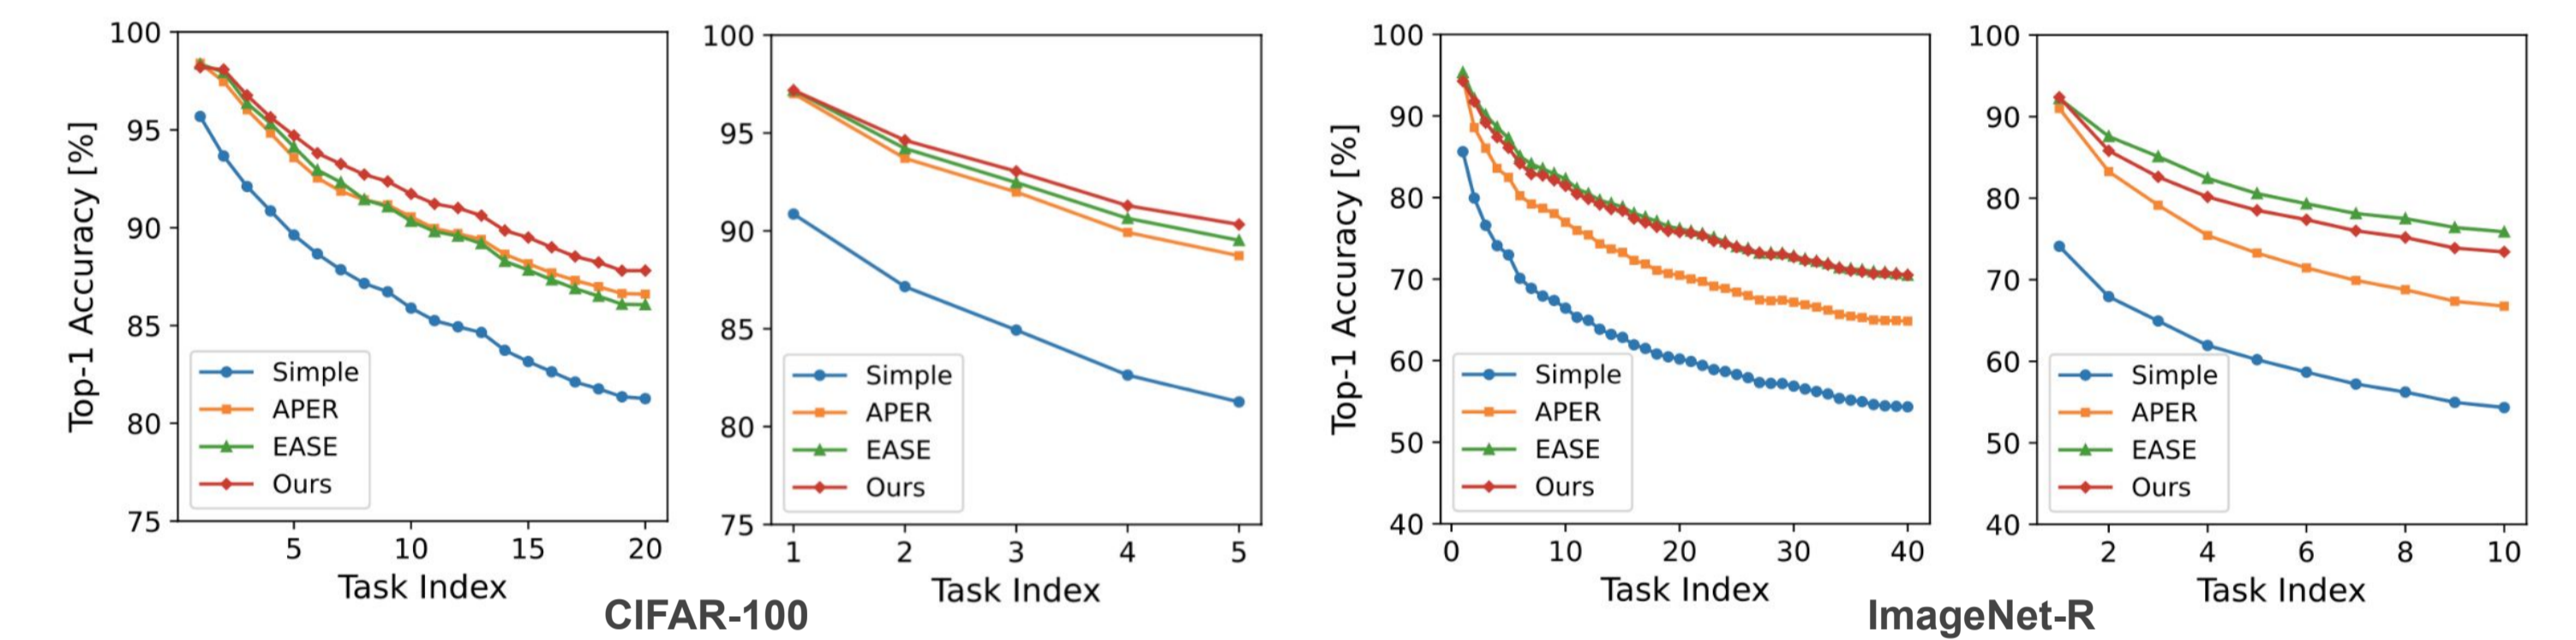 Top-1 Accuracy [%]
100
95
90
85
80
75
Simple
APER
EASE
Ours
5 10 15 20
Task Index
100
95
90
85
80
75
Simple
APER
EASE
Ours
1 2 3 4 5
Task Index
CIFAR-100
Top-1 Accuracy [%]
100
90
80
70
60
50
40
Simple
APER
EASE
Ours
0 10 20 30 40
Task Index
100
90
80
70
60
50
40
Simple
APER
EASE
Ours
2 4 6 8 10
Task Index
ImageNet-R